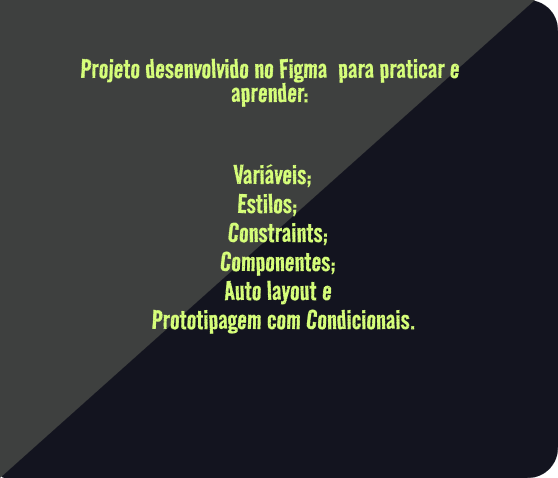 Projeto desenvolvido no Figma  para praticar e
aprender:
Variáveis;
Estilos;
Constraints;
Componentes;
Auto layout e
Prototipagem com Condicionais.